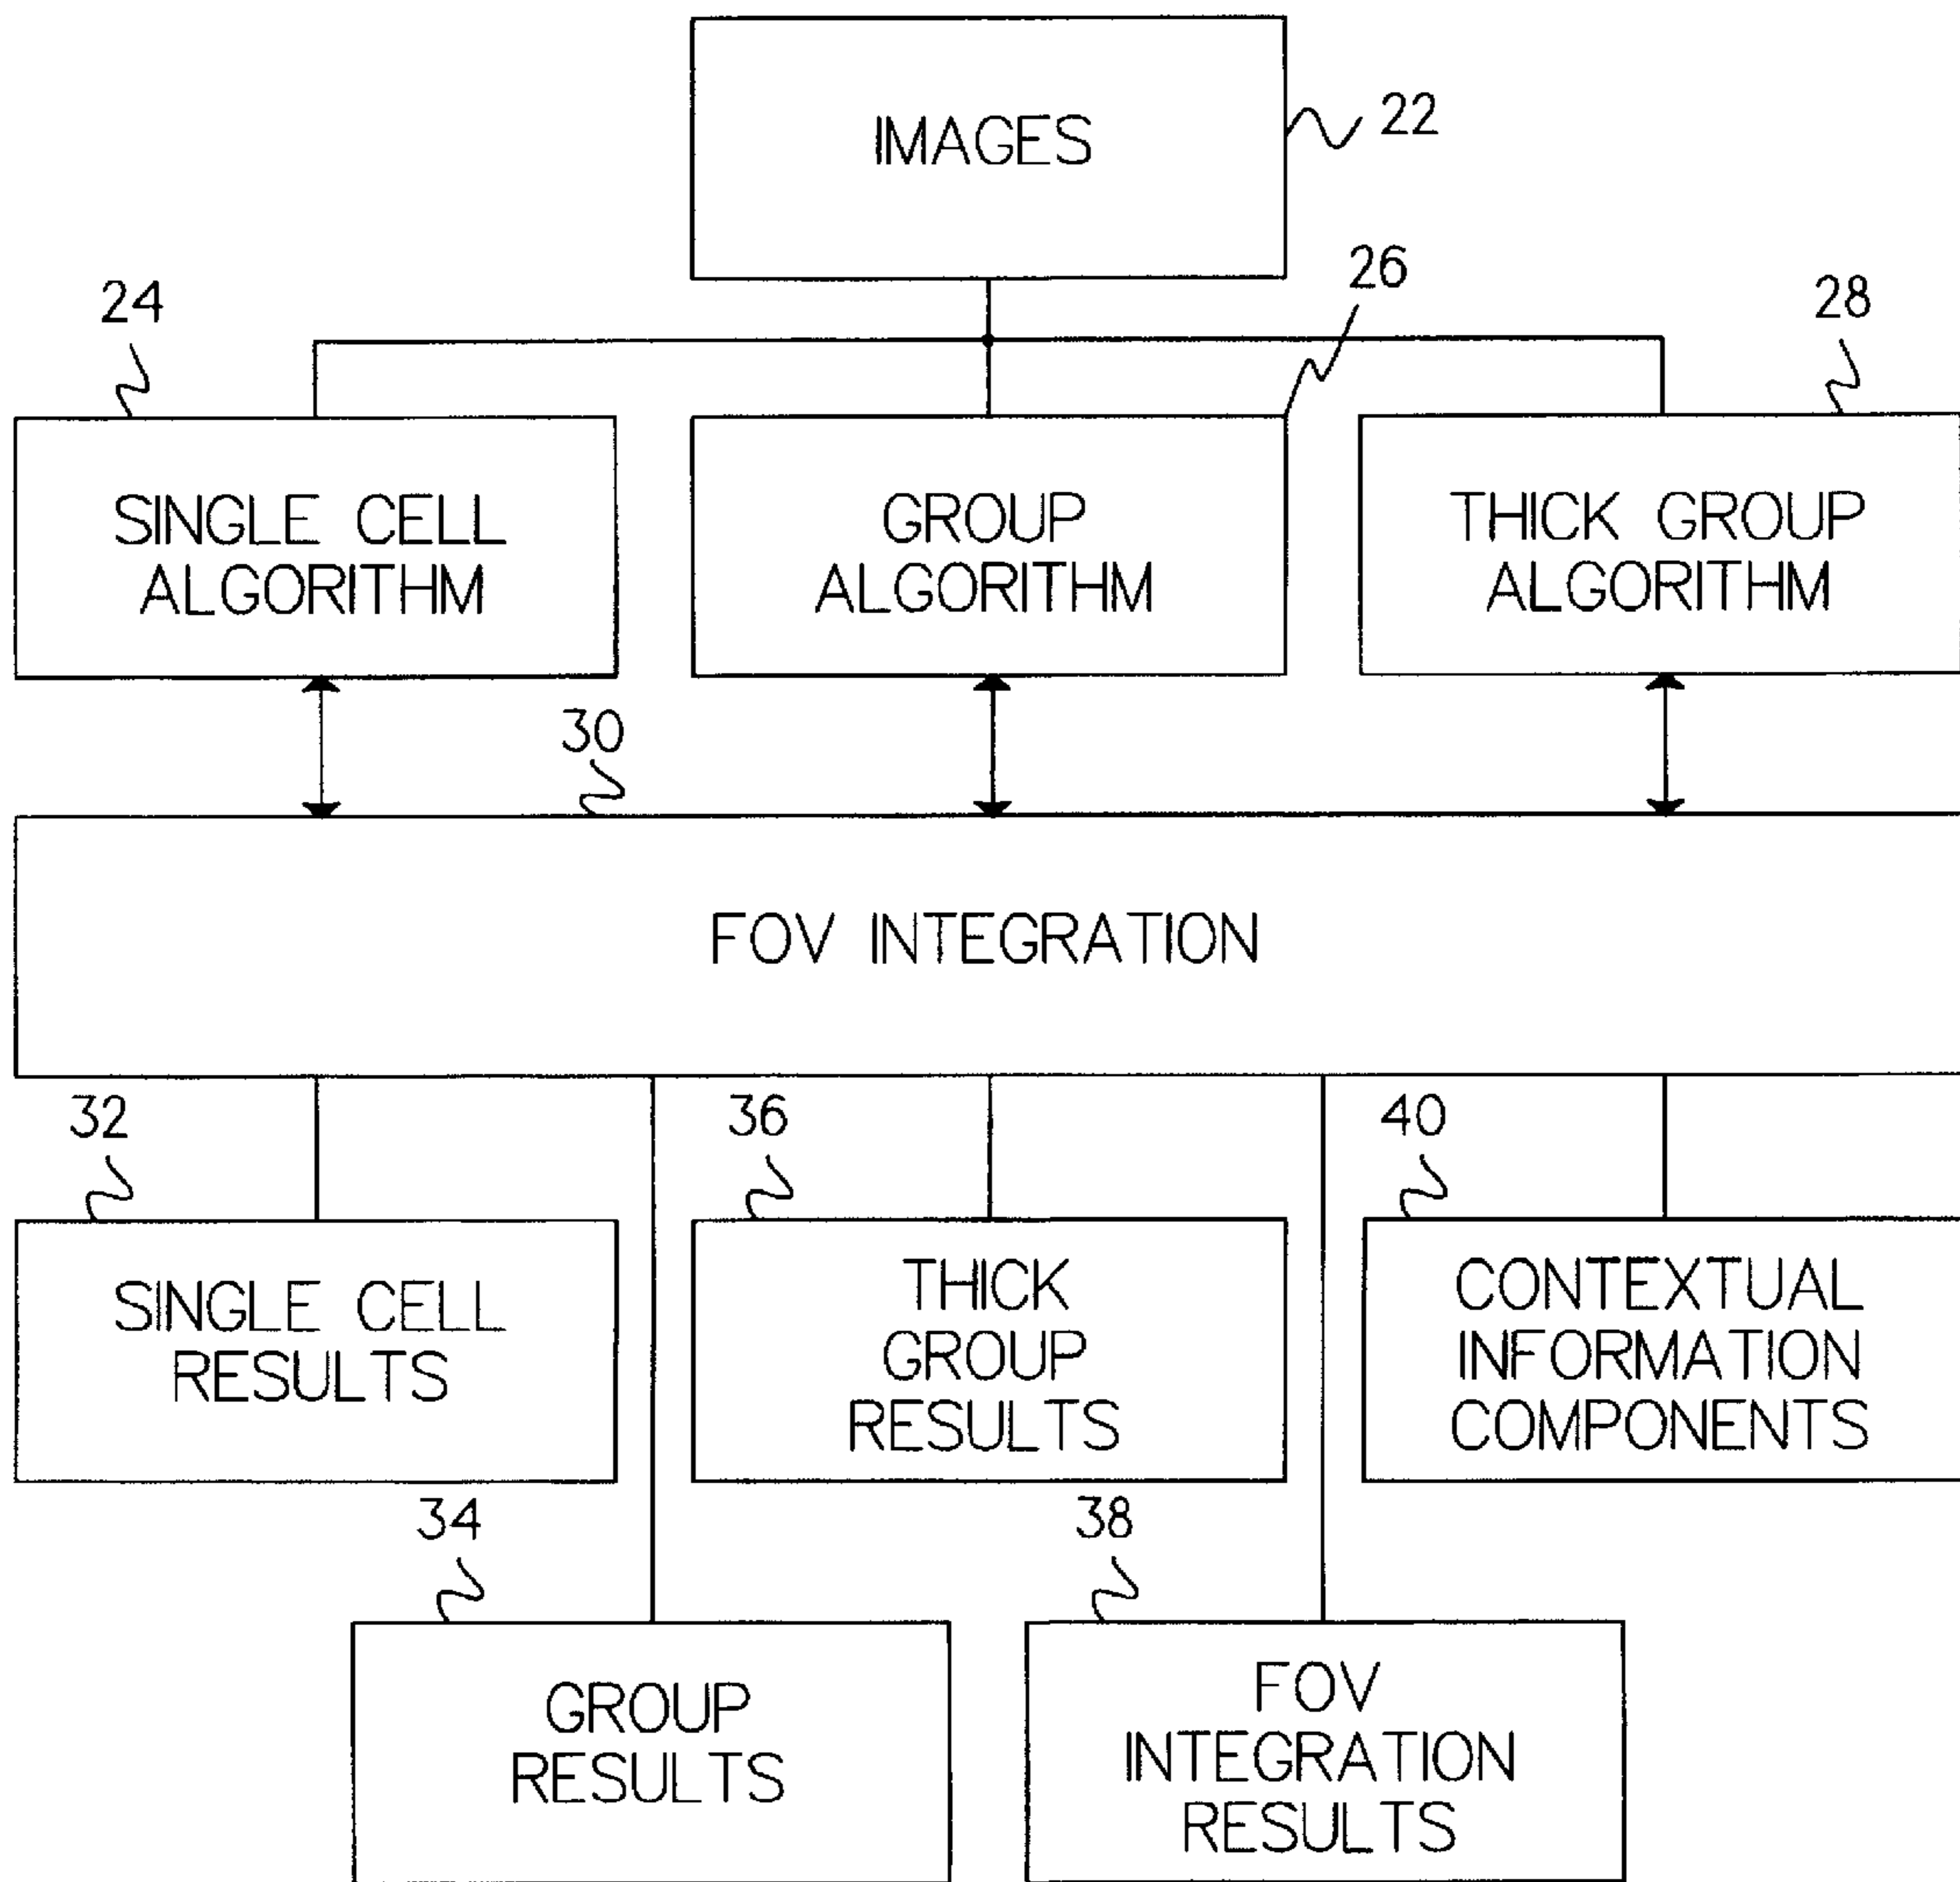 IMAGES
22
24
26
28
SINGLE CELL
ALGORITHM
GROUP
ALGORITHM
THICK GROUP
ALGORITHM
30
FOV INTEGRATION
32
36
40
SINGLE CELL
RESULTS
THICK
GROUP
RESULTS
CONTEXTUAL
INFORMATION
COMPONENTS
34
38
GROUP
RESULTS
FOV
INTEGRATION
RESULTS